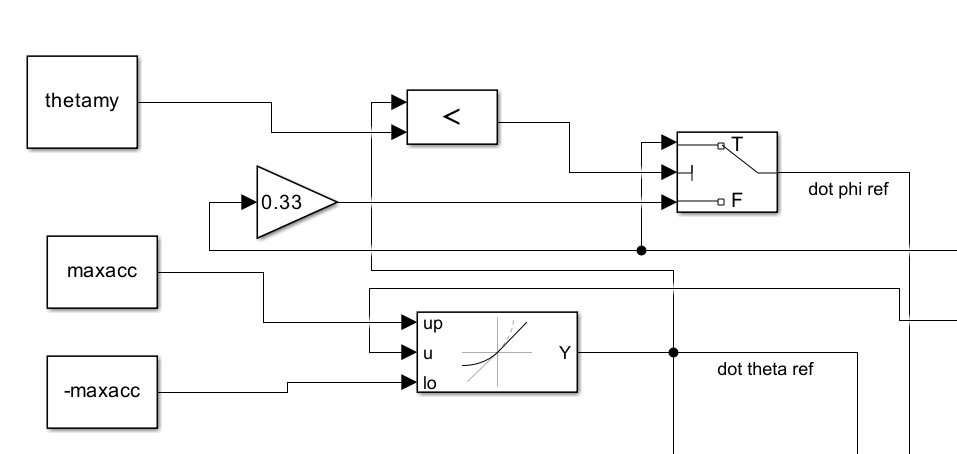 thetamy
<
T
0.33
dot phi ref
F
maxacc
up
u
Y
dot theta ref
-maxacc
lo